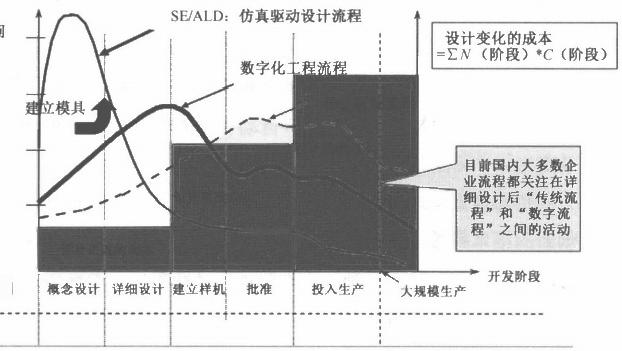 SE/ALD：仿真驱动设计流程
设计变化的成本
=ΣN（阶段）*C（阶段）
数字化工程流程
建立模具
目前国内大多数企
业流程都关注在详
细设计后“传统流
程”和“数字流
程”之间的活动
开发阶段
概念设计 详细设计 建立样机 批准 投入生产 大规模生产